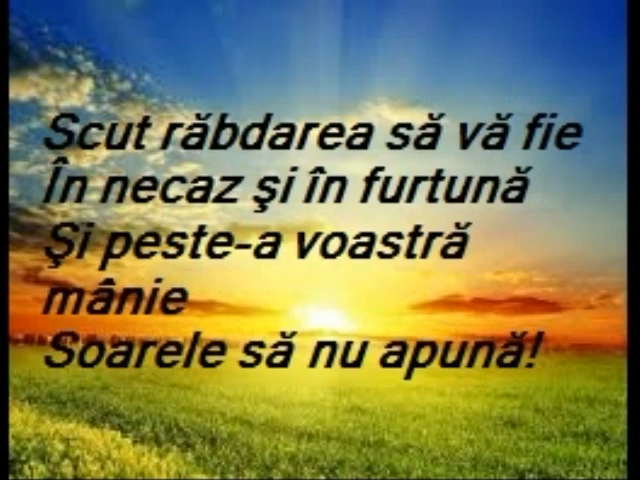 Scut răbdarea să vă fie
În necaz şi în furtună
Şi peste-a voastră
mânie
Soarele să nu apună!